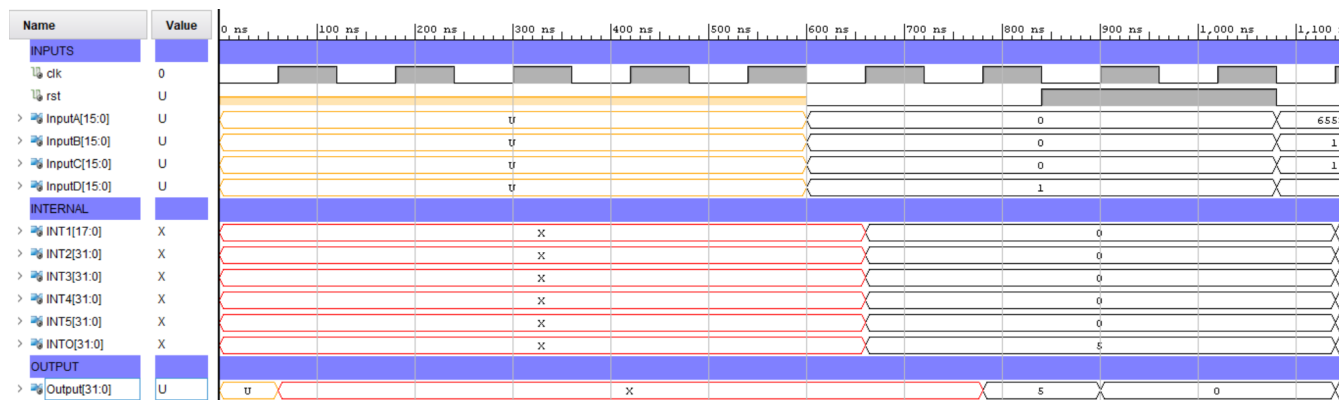 Name Value 0 ns 100 ns 200 ns 300 ns 400 ns 500 ns 600 ns 700 ns 800 ns 900 ns 1,000 ns 1,100
INPUTS
clk 0
rst U
> InputA[15:0] U U 0 655
> InputB[15:0] U U 0 1
> InputC[15:0] U U 0 1
> InputD[15:0] U U 1
INTERNAL
> INT1[17:0] X X 0
> INT2[31:0] X X 0
> INT3[31:0] X X 0
> INT4[31:0] X X 0
> INT5[31:0] X X 0
> INTO[31:0] X X 5
OUTPUT
> Output[31:0] U U X 5 0